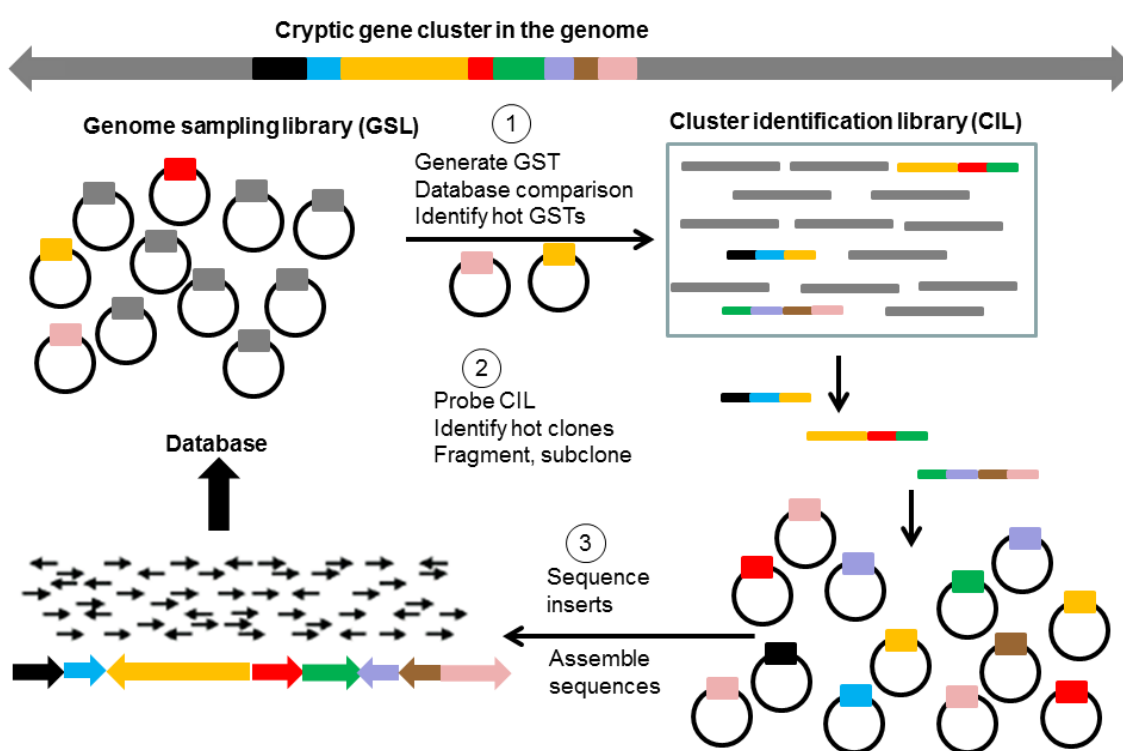 Cryptic gene cluster in the genome
Genome sampling library (GSL)
1
Generate GST
Database comparison
Identify hot GSTs
Cluster identification library (CIL)
2
Probe CIL
Identify hot clones
Fragment, subclone
Database
3
Sequence
inserts
Assemble
sequences